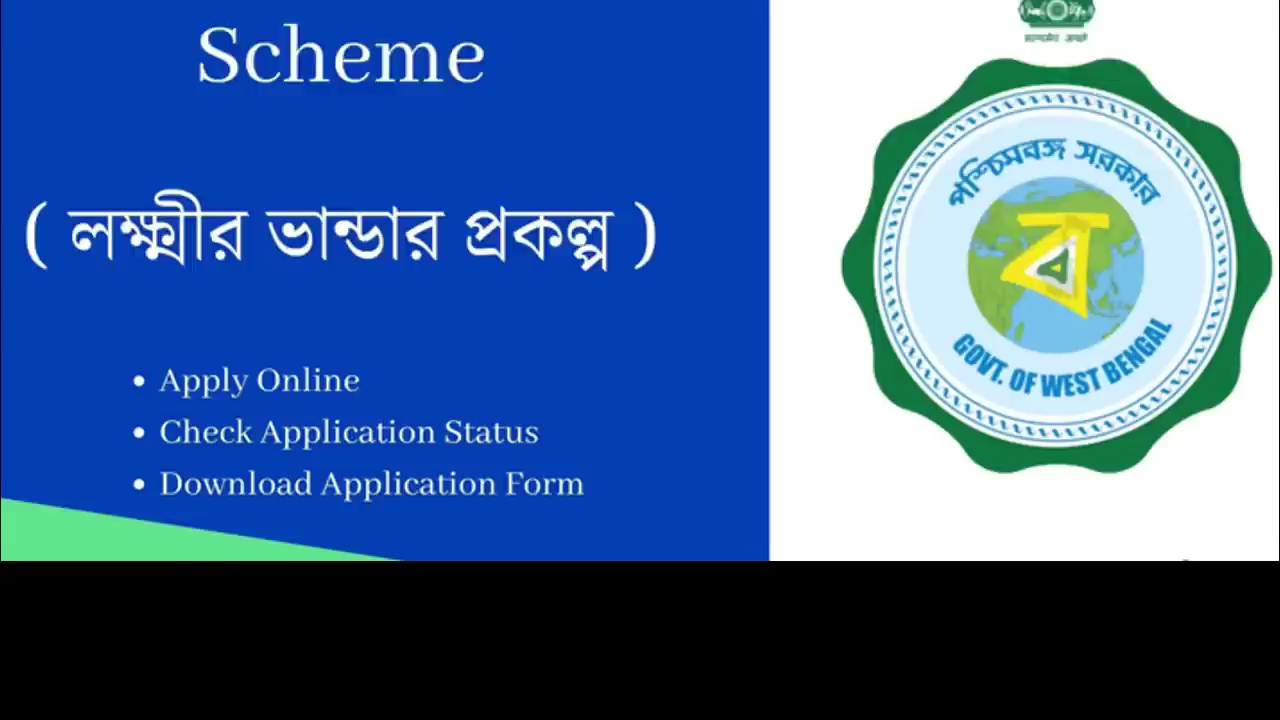 Scheme
( লক্ষ্মীর ভান্ডার প্রকল্প )
• Apply Online
• Check Application Status
• Download Application Form
পশ্চিমবঙ্গ সরকার
ব
GOVT. OF WEST BENGAL